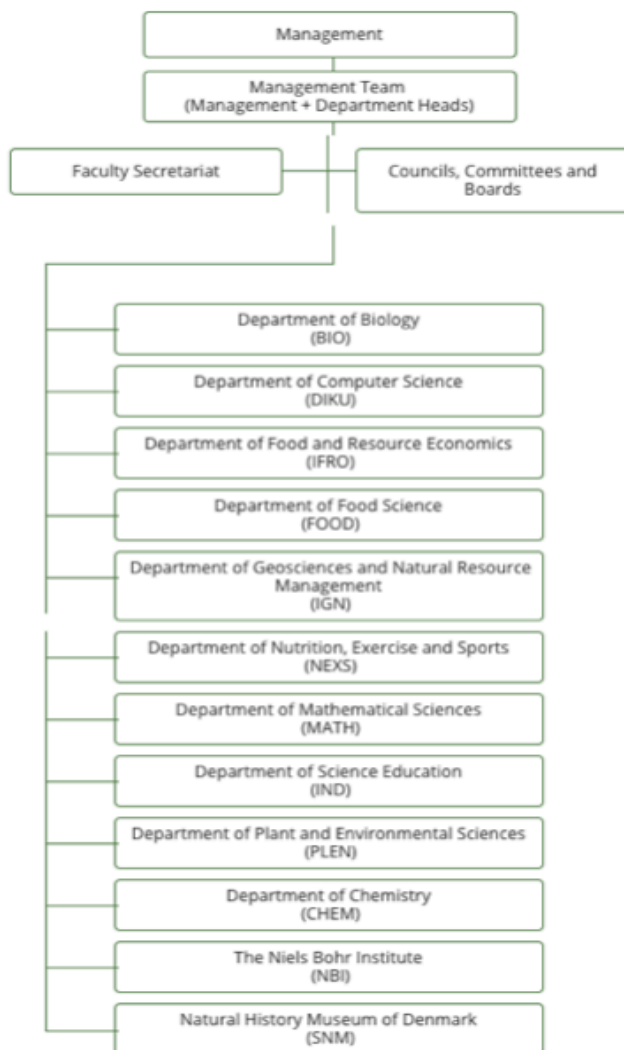 Management
Management Team
(Management + Department Heads)
Faculty Secretariat
Councils, Committees and
Boards
Department of Biology
(BIO)
Department of Computer Science
(DIKU)
Department of Food and Resource Economics
(IFRO)
Department of Food Science
(FOOD)
Department of Geosciences and Natural Resource
Management
(IGN)
Department of Nutrition, Exercise and Sports
(NEXS)
Department of Mathematical Sciences
(MATH)
Department of Science Education
(IND)
Department of Plant and Environmental Sciences
(PLEN)
Department of Chemistry
(CHEM)
The Niels Bohr Institute
(NBI)
Natural History Museum of Denmark
(SNM)